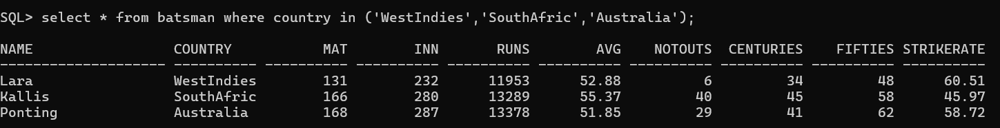 SQL> select * from batsman where country in ('WestIndies','SouthAfric','Australia');
NAME                 COUNTRY           MAT        INN       RUNS        AVG    NOTOUTS  CENTURIES    FIFTIES STRIKERATE
-------------------- ---------- ---------- ---------- ---------- ---------- ---------- ---------- ---------- ----------
Lara                 WestIndies        131        232      11953      52.88          6         34         48      60.51
Kallis               SouthAfric        166        280      13289      55.37         40         45         58      45.97
Ponting              Australia         168        287      13378      51.85         29         41         62      58.72